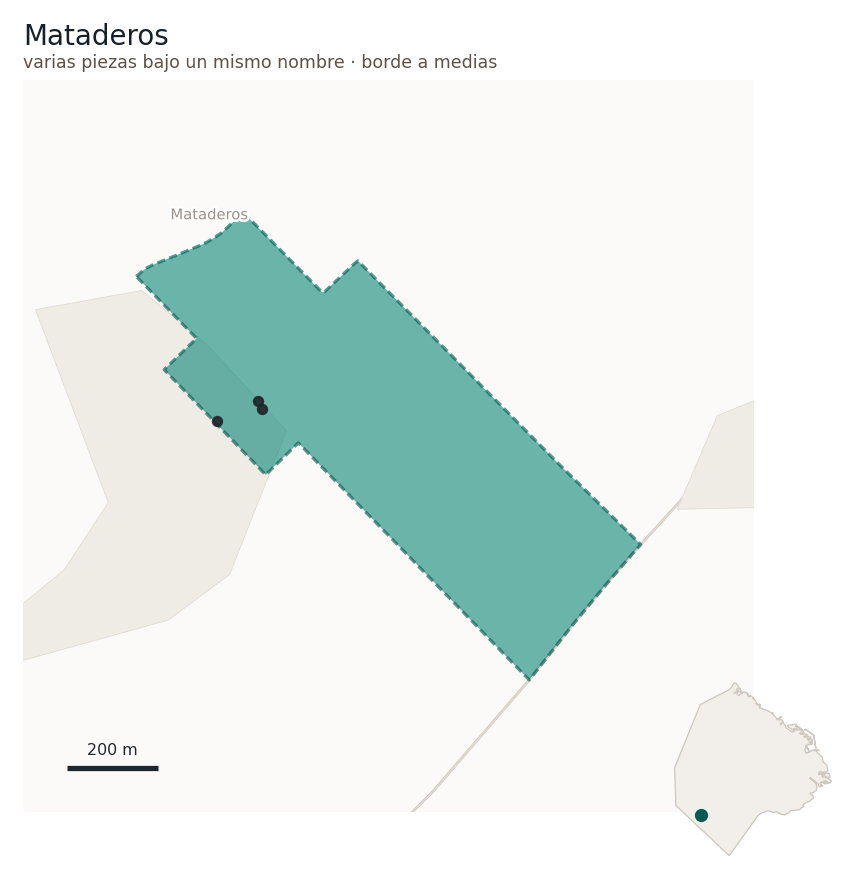 Mataderos
varias piezas bajo un mismo nombre · borde a medias
Mataderos
200 m